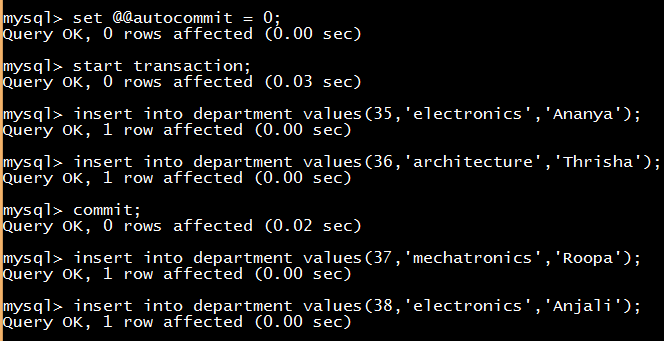 mysql> set @@autocommit = 0;
Query OK, 0 rows affected (0.00 sec)
mysql> start transaction;
Query OK, 0 rows affected (0.03 sec)
mysql> insert into department values(35,'electronics','Ananya');
Query OK, 1 row affected (0.00 sec)
mysql> insert into department values(36,'architecture','Thrisha');
Query OK, 1 row affected (0.00 sec)
mysql> commit;
Query OK, 0 rows affected (0.02 sec)
mysql> insert into department values(37,'mechatronics','Roopa');
Query OK, 1 row affected (0.00 sec)
mysql> insert into department values(38,'electronics','Anjali');
Query OK, 1 row affected (0.00 sec)